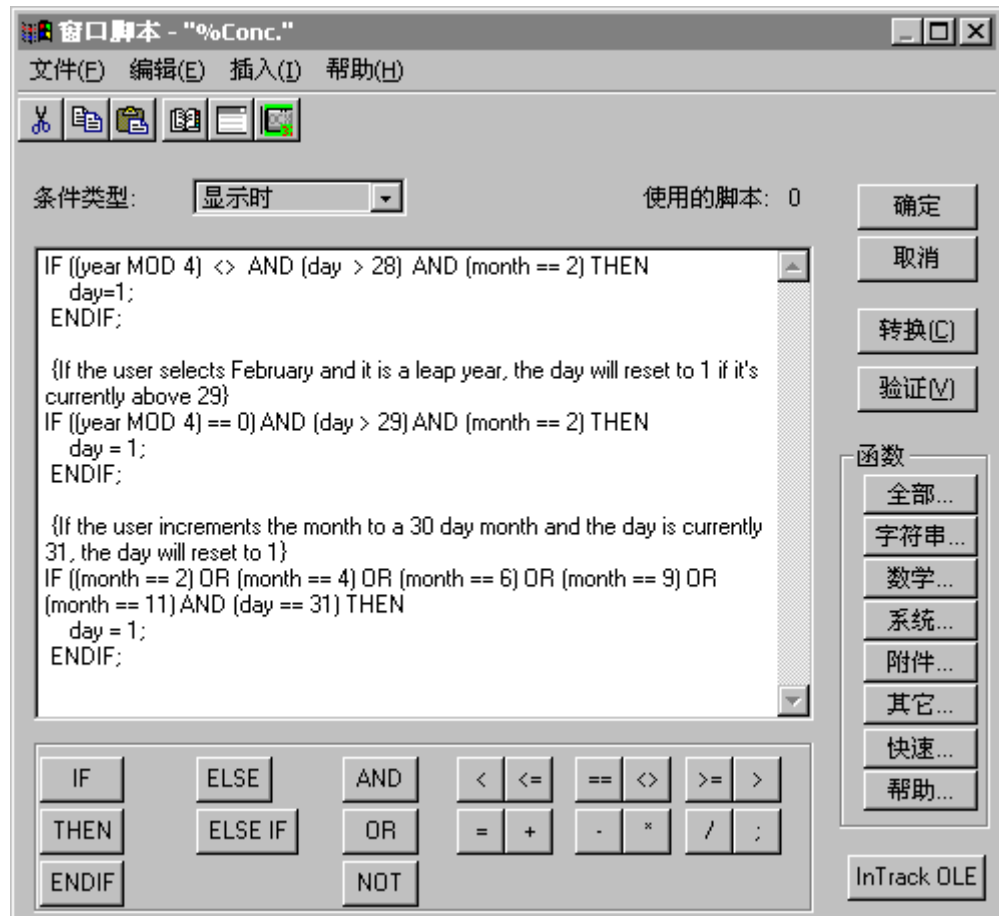 窗口脚本 - "%Conc."
文件(F) 编辑(E) 插入(I) 帮助(H)
条件类型: 显示时 使用的脚本: 0
IF ((year MOD 4) <> AND (day > 28) AND (month == 2) THEN
day=1;
ENDIF;
{If the user selects February and it is a leap year, the day will reset to 1 if it's
currently above 29}
IF ((year MOD 4) == 0) AND (day > 29) AND (month == 2) THEN
day = 1;
ENDIF;
{If the user increments the month to a 30 day month and the day is currently
31, the day will reset to 1}
IF ((month == 2) OR (month == 4) OR (month == 6) OR (month == 9) OR
(month == 11) AND (day == 31) THEN
day = 1;
ENDIF;
确定
取消
转换(C)
验证(V)
函数
全部...
字符串...
数学...
系统...
附件...
其它...
快速...
帮助...
IF ELSE AND < <= == <> >= >
THEN ELSE IF OR = + - * / ;
ENDIF NOT
InTrack OLE